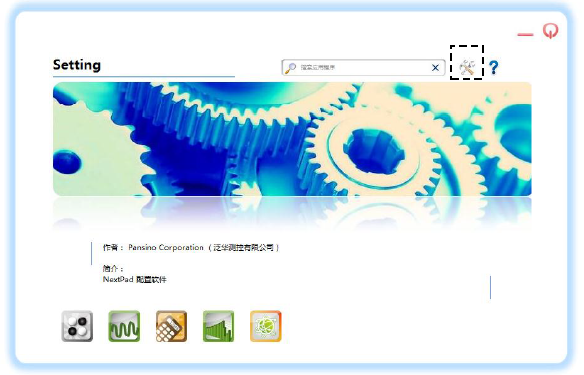 Setting
搜索应用程序
?
作者： Pansino Corporation （泛华测控有限公司）
简介：
NextPad 配置软件